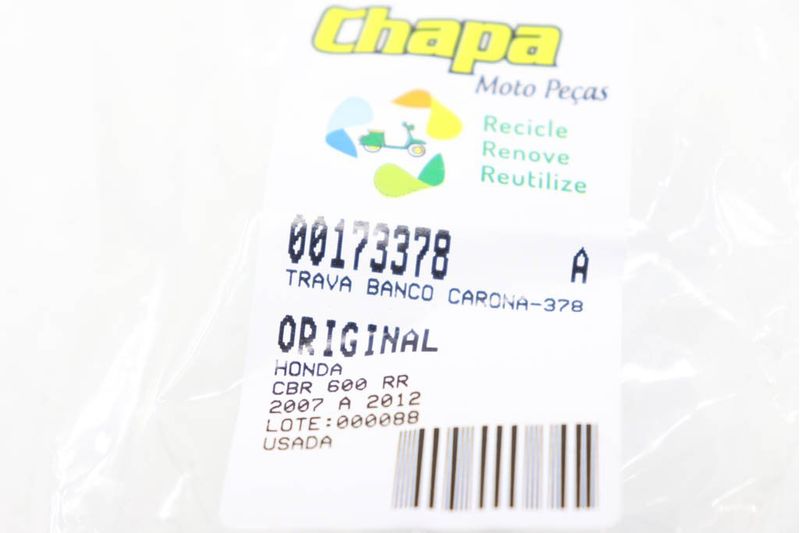 Chapa
Moto Peças
Recicle
Renove
Reutilize
00173378 A
TRAVA BANCO CARONA-378
ORIGINAL
HONDA
CBR 600 RR
2007 A 2012
LOTE:000088
USADA